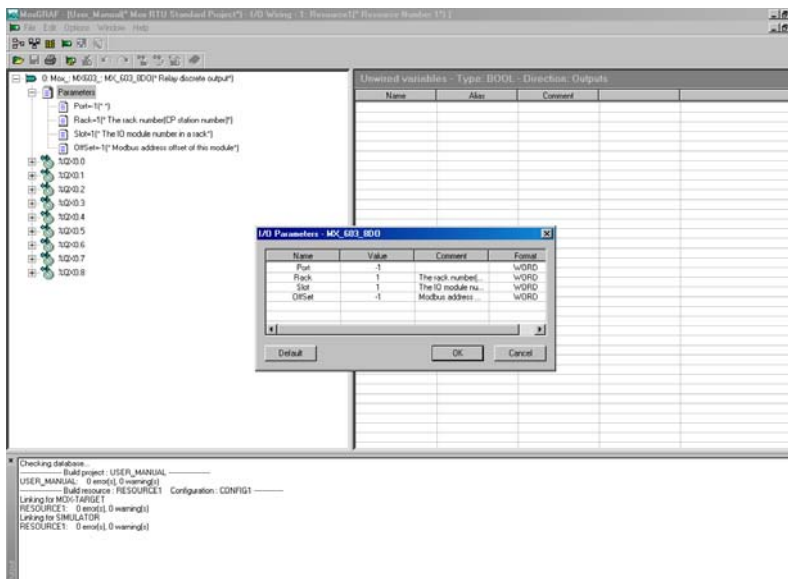 MoxGRAF - [User_Manual(* Mox RTU Standard Project*) : I/O Wiring - 1: Resource1(* Resource Number 1*) ]
File Edit Options Window Help
0: Mox_: MX603_: MX_603_8DO(* Relay discrete output*)
Parameters
Port=-1(* *)
Rack=1(* The rack number(CP station number)*)
Slot=1(* The IO module number in a rack*)
OffSet=-1(* Modbus address offset of this module*)
%QX0.0
%QX0.1
%QX0.2
%QX0.3
%QX0.4
%QX0.5
%QX0.6
%QX0.7
%QX0.8
Unwired variables - Type: BOOL - Direction: Outputs
Name Alias Comment
I/O Parameters - MX_603_8DO
Name Value Comment Format
Port -1 WORD
Rack 1 The rack number(... WORD
Slot 1 The IO module nu... WORD
OffSet -1 Modbus address ... WORD
Default OK Cancel
Checking database...
--------------- Build project : USER_MANUAL ---------------
USER_MANUAL: 0 error(s), 0 warning(s)
--------------- Build resource : RESOURCE1 Configuration : CONFIG1 -----------
Linking for MOX-TARGET
RESOURCE1: 0 error(s), 0 warning(s)
Linking for SIMULATOR
RESOURCE1: 0 error(s), 0 warning(s)